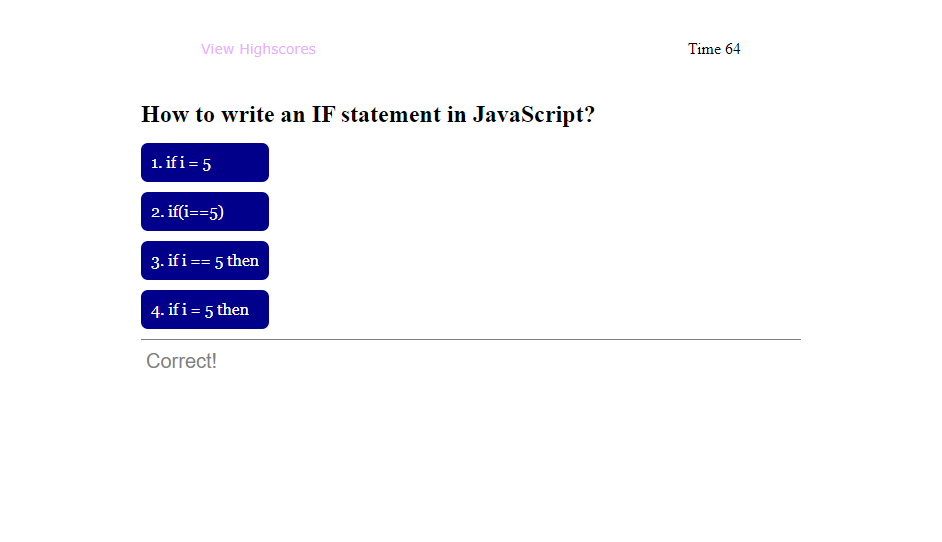 View Highscores
Time 64
How to write an IF statement in JavaScript?
1. if i = 5
2. if(i==5)
3. if i == 5 then
4. if i = 5 then
Correct!